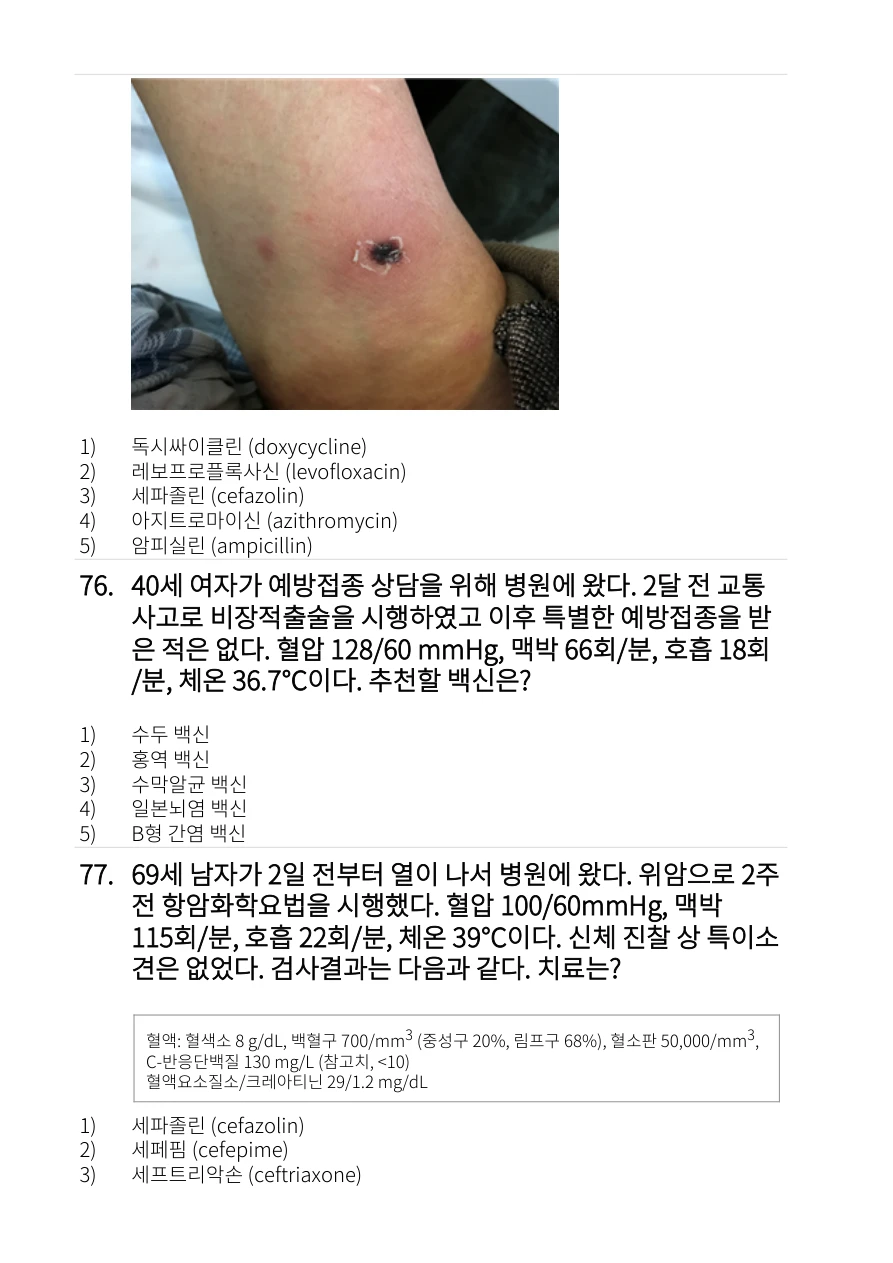 1) 독시싸이클린 (doxycycline)
2) 레보프로플록사신 (levofloxacin)
3) 세파졸린 (cefazolin)
4) 아지트로마이신 (azithromycin)
5) 암피실린 (ampicillin)
76. 40세 여자가 예방접종 상담을 위해 병원에 왔다. 2달 전 교통
사고로 비장적출술을 시행하였고 이후 특별한 예방접종을 받
은 적은 없다. 혈압 128/60 mmHg, 맥박 66회/분, 호흡 18회
/분, 체온 36.7°C이다. 추천할 백신은?
1) 수두 백신
2) 홍역 백신
3) 수막알균 백신
4) 일본뇌염 백신
5) B형 간염 백신
77. 69세 남자가 2일 전부터 열이 나서 병원에 왔다. 위암으로 2주
전 항암화학요법을 시행했다. 혈압 100/60mmHg, 맥박
115회/분, 호흡 22회/분, 체온 39°C이다. 신체 진찰 상 특이소
견은 없었다. 검사결과는 다음과 같다. 치료는?
혈액: 혈색소 8 g/dL, 백혈구 700/mm³ (중성구 20%, 림프구 68%), 혈소판 50,000/mm³,
C-반응단백질 130 mg/L (참고치, <10)
혈액요소질소/크레아티닌 29/1.2 mg/dL
1) 세파졸린 (cefazolin)
2) 세페핌 (cefepime)
3) 세프트리악손 (ceftriaxone)